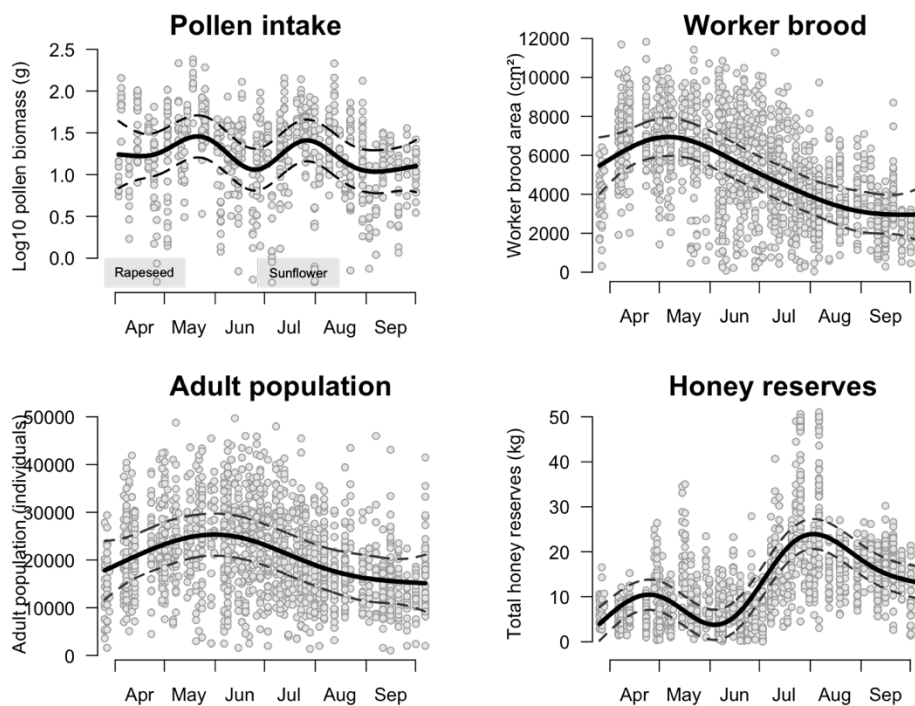 Pollen intake
Log10 pollen biomass (g)
2.5
2.0
1.5
1.0
0.5
0.0
Rapeseed
Sunflower
Apr May Jun Jul Aug Sep
Worker brood
Worker brood area (cm²)
12000
10000
8000
6000
4000
2000
0
Apr May Jun Jul Aug Sep
Adult population
Adult population (individuals)
50000
40000
30000
20000
10000
0
Apr May Jun Jul Aug Sep
Honey reserves
Total honey reserves (kg)
50
40
30
20
10
0
Apr May Jun Jul Aug Sep